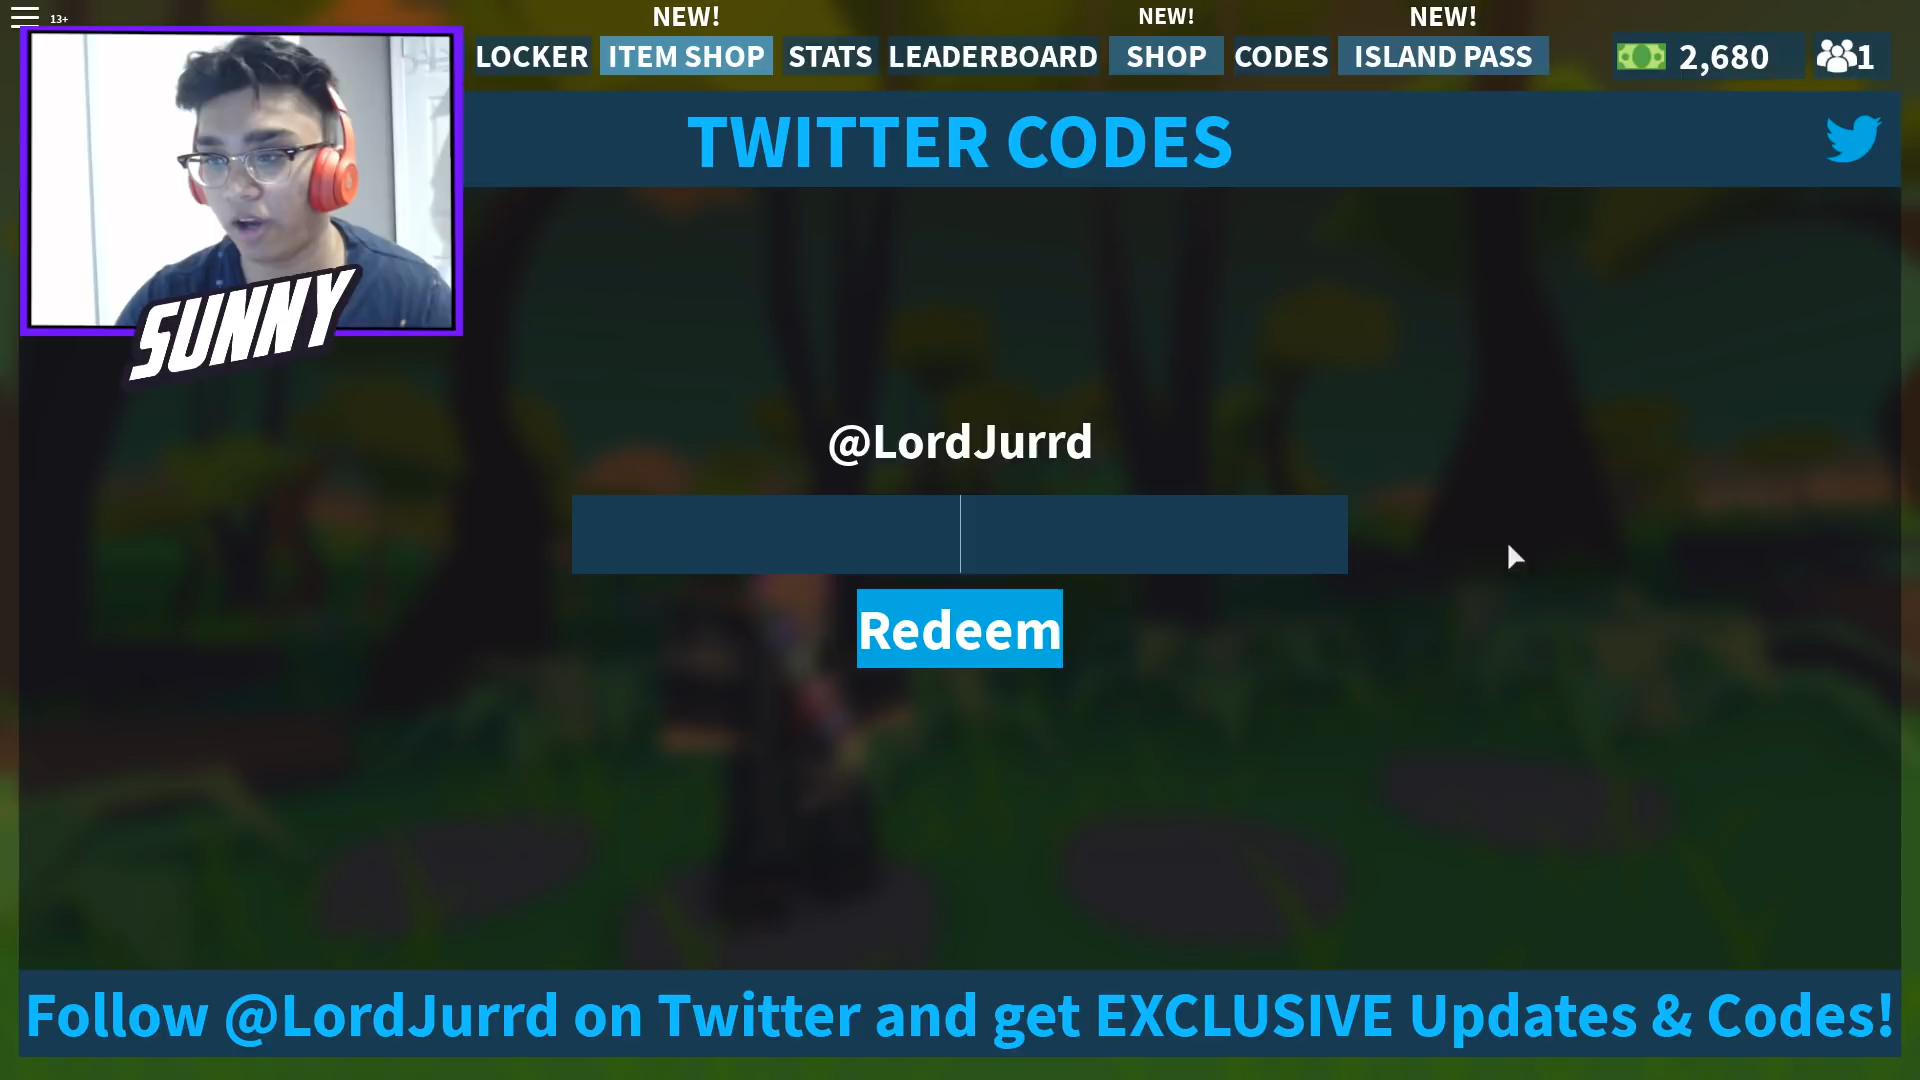 13+
NEW!
NEW!
NEW!
LOCKER
ITEM SHOP
STATS
LEADERBOARD
SHOP
CODES
ISLAND PASS
2,680
1
TWITTER CODES
SUNNY
@LordJurrd
Redeem
Follow @LordJurrd on Twitter and get EXCLUSIVE Updates & Codes!